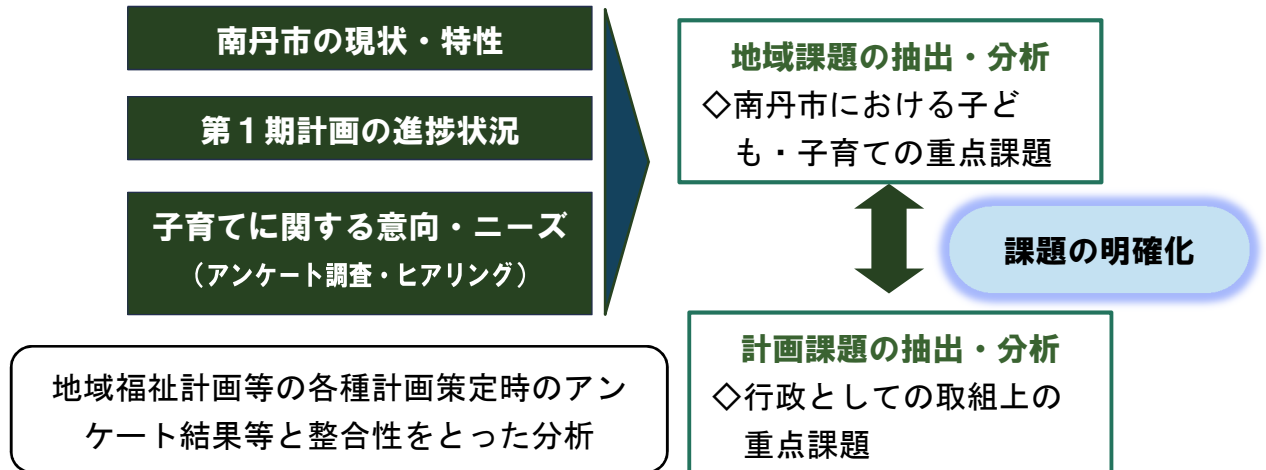 南丹市の現状・特性
第1期計画の進捗状況
子育てに関する意向・ニーズ
（アンケート調査・ヒアリング）
地域福祉計画等の各種計画策定時のアン
ケート結果等と整合性をとった分析
地域課題の抽出・分析
◇南丹市における子ど
も・子育ての重点課題
課題の明確化
計画課題の抽出・分析
◇行政としての取組上の
重点課題